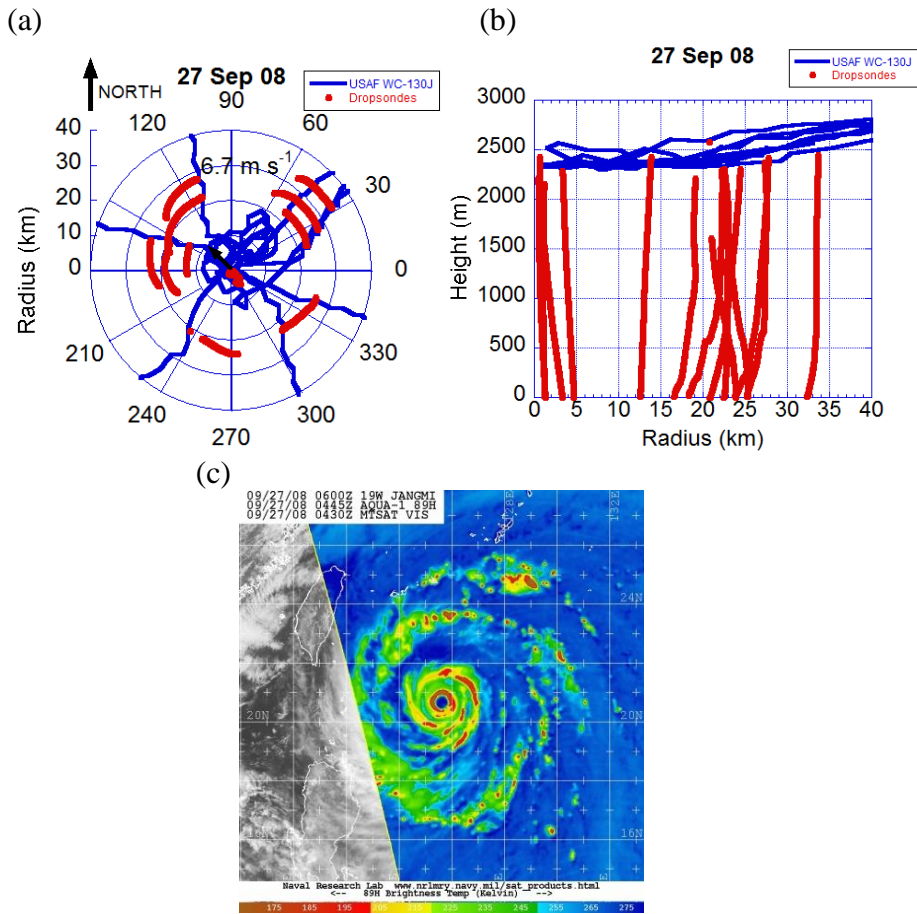 (a)
27 Sep 08
USAF WC-130J
Dropsondes
NORTH
90
120
60
40
30
20
10
0
Radius (km)
6.7 m s-1
30
0
210
330
240
300
270
(b)
27 Sep 08
USAF WC-130J
Dropsondes
3000
2500
2000
1500
1000
500
0
Height (m)
0
5
10
15
20
25
30
35
40
Radius (km)
(c)
09/27/08 0600Z 19W JANGMI
09/27/08 0445Z AQUA-1 89H
09/27/08 0430Z MTSAT VIS
128E
132E
24N
24N
20N
20N
16N
16N
Naval Research Lab www.nrlmry.navy.mil/sat_products.html
<-- 89H Brightness Temp (Kelvin) -->
175 185 195 205 215 225 235 245 255 265 275